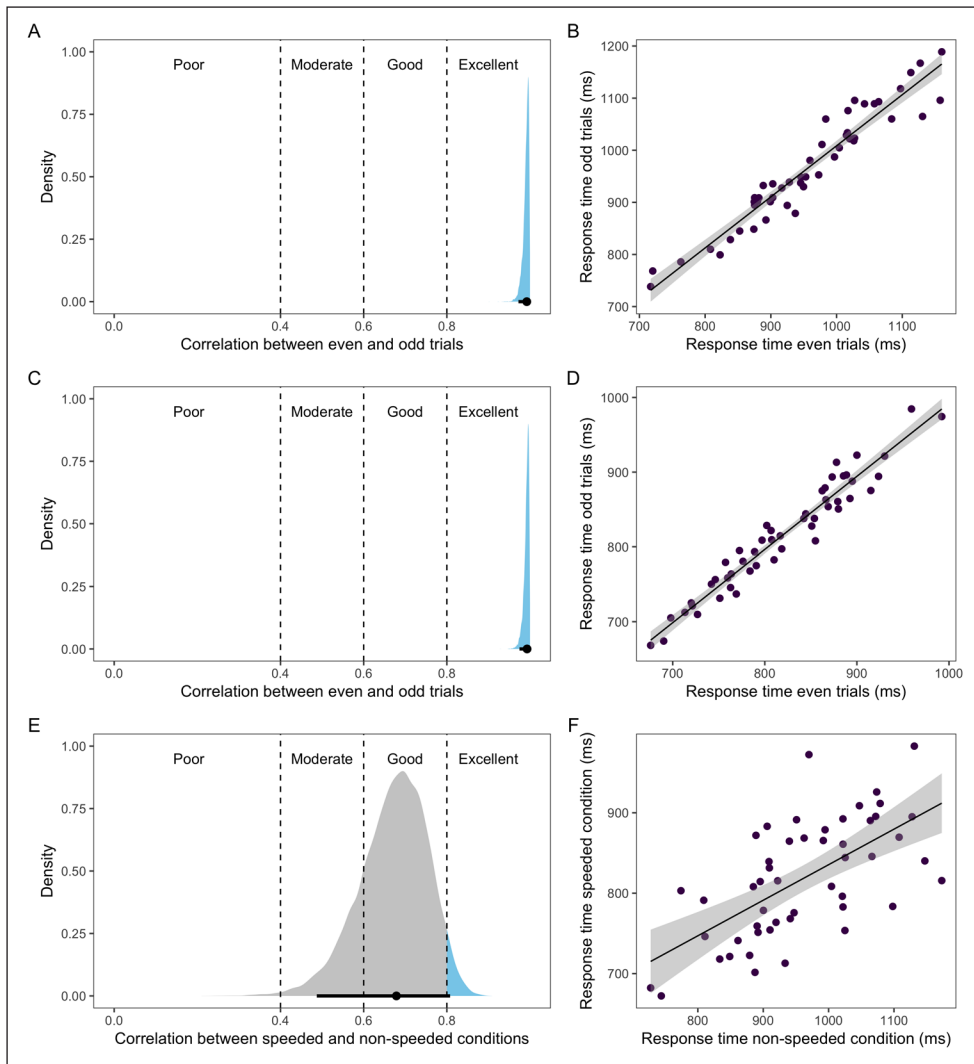 A
1.00
0.75
0.50
0.25
0.00
Density
Poor
Moderate
Good
Excellent
0.0
0.4
0.6
0.8
Correlation between even and odd trials
B
1200
1100
1000
900
800
700
Response time odd trials (ms)
700
800
900
1000
1100
Response time even trials (ms)
C
1.00
0.75
0.50
0.25
0.00
Density
Poor
Moderate
Good
Excellent
0.0
0.4
0.6
0.8
Correlation between even and odd trials
D
1000
900
800
700
Response time odd trials (ms)
700
800
900
1000
Response time even trials (ms)
E
1.00
0.75
0.50
0.25
0.00
Density
Poor
Moderate
Good
Excellent
0.0
0.4
0.6
0.8
Correlation between speeded and non-speeded conditions
F
900
800
700
Response time speeded condition (ms)
800
900
1000
1100
Response time non-speeded condition (ms)